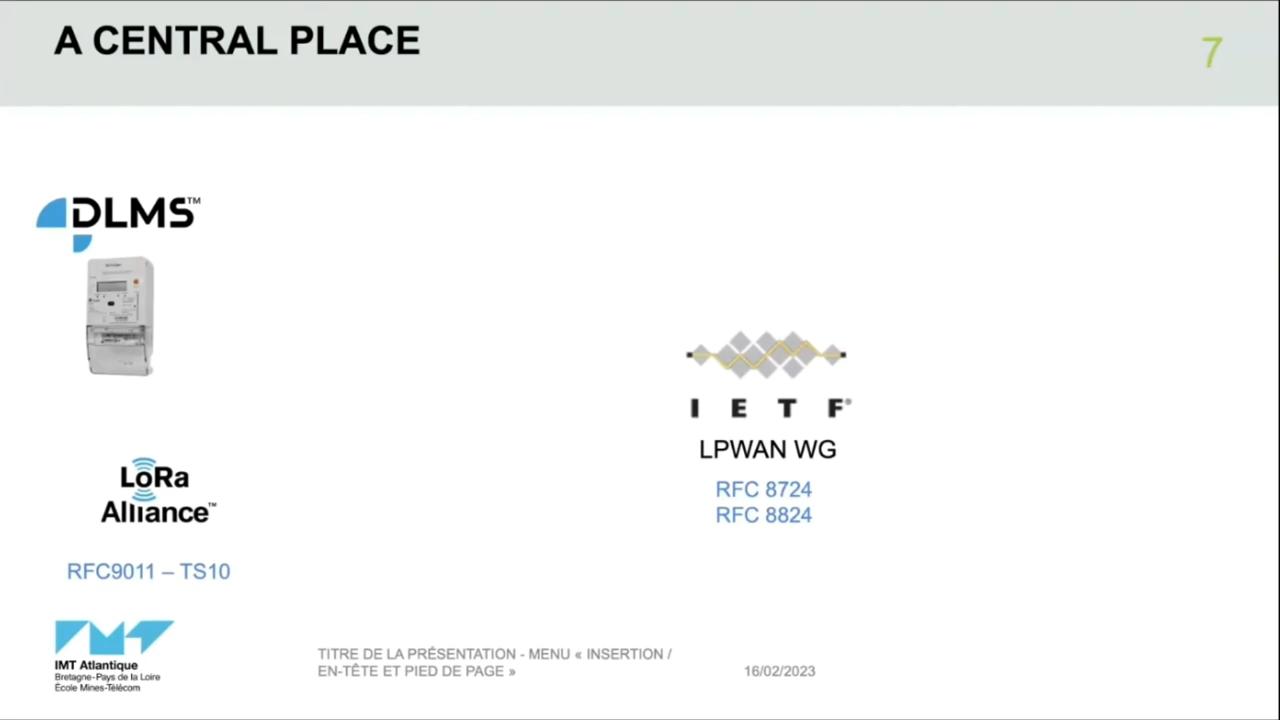 A CENTRAL PLACE
7
DLMS™
IETF®
LPWAN WG
RFC 8724
RFC 8824
LoRa
Alliance™
RFC9011 – TS10
IMT Atlantique
Bretagne-Pays de la Loire
École Mines-Télécom
TITRE DE LA PRÉSENTATION - MENU « INSERTION /
EN-TÊTE ET PIED DE PAGE »
16/02/2023